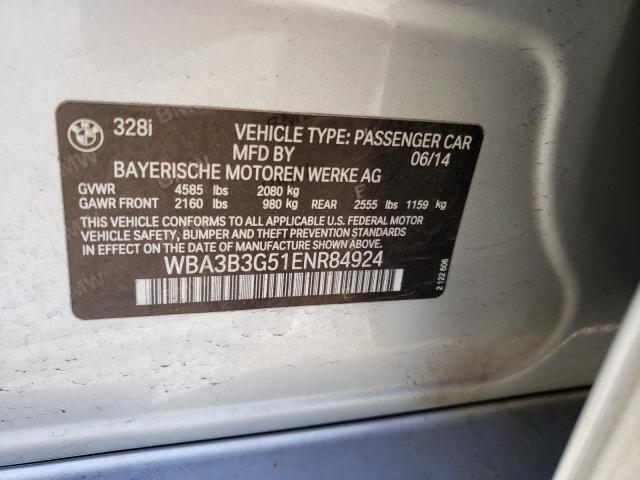 328i VEHICLE TYPE: PASSENGER CAR
MFD BY 06/14
BAYERISCHE MOTOREN WERKE AG
GVWR 4585 lbs 2080 kg
GAWR FRONT 2160 lbs 980 kg REAR 2555 lbs 1159 kg
THIS VEHICLE CONFORMS TO ALL APPLICABLE U.S. FEDERAL MOTOR
VEHICLE SAFETY, BUMPER AND THEFT PREVENTION STANDARDS
IN EFFECT ON THE DATE OF MANUFACTURE SHOWN ABOVE.
WBA3B3G51ENR84924
2 122 606